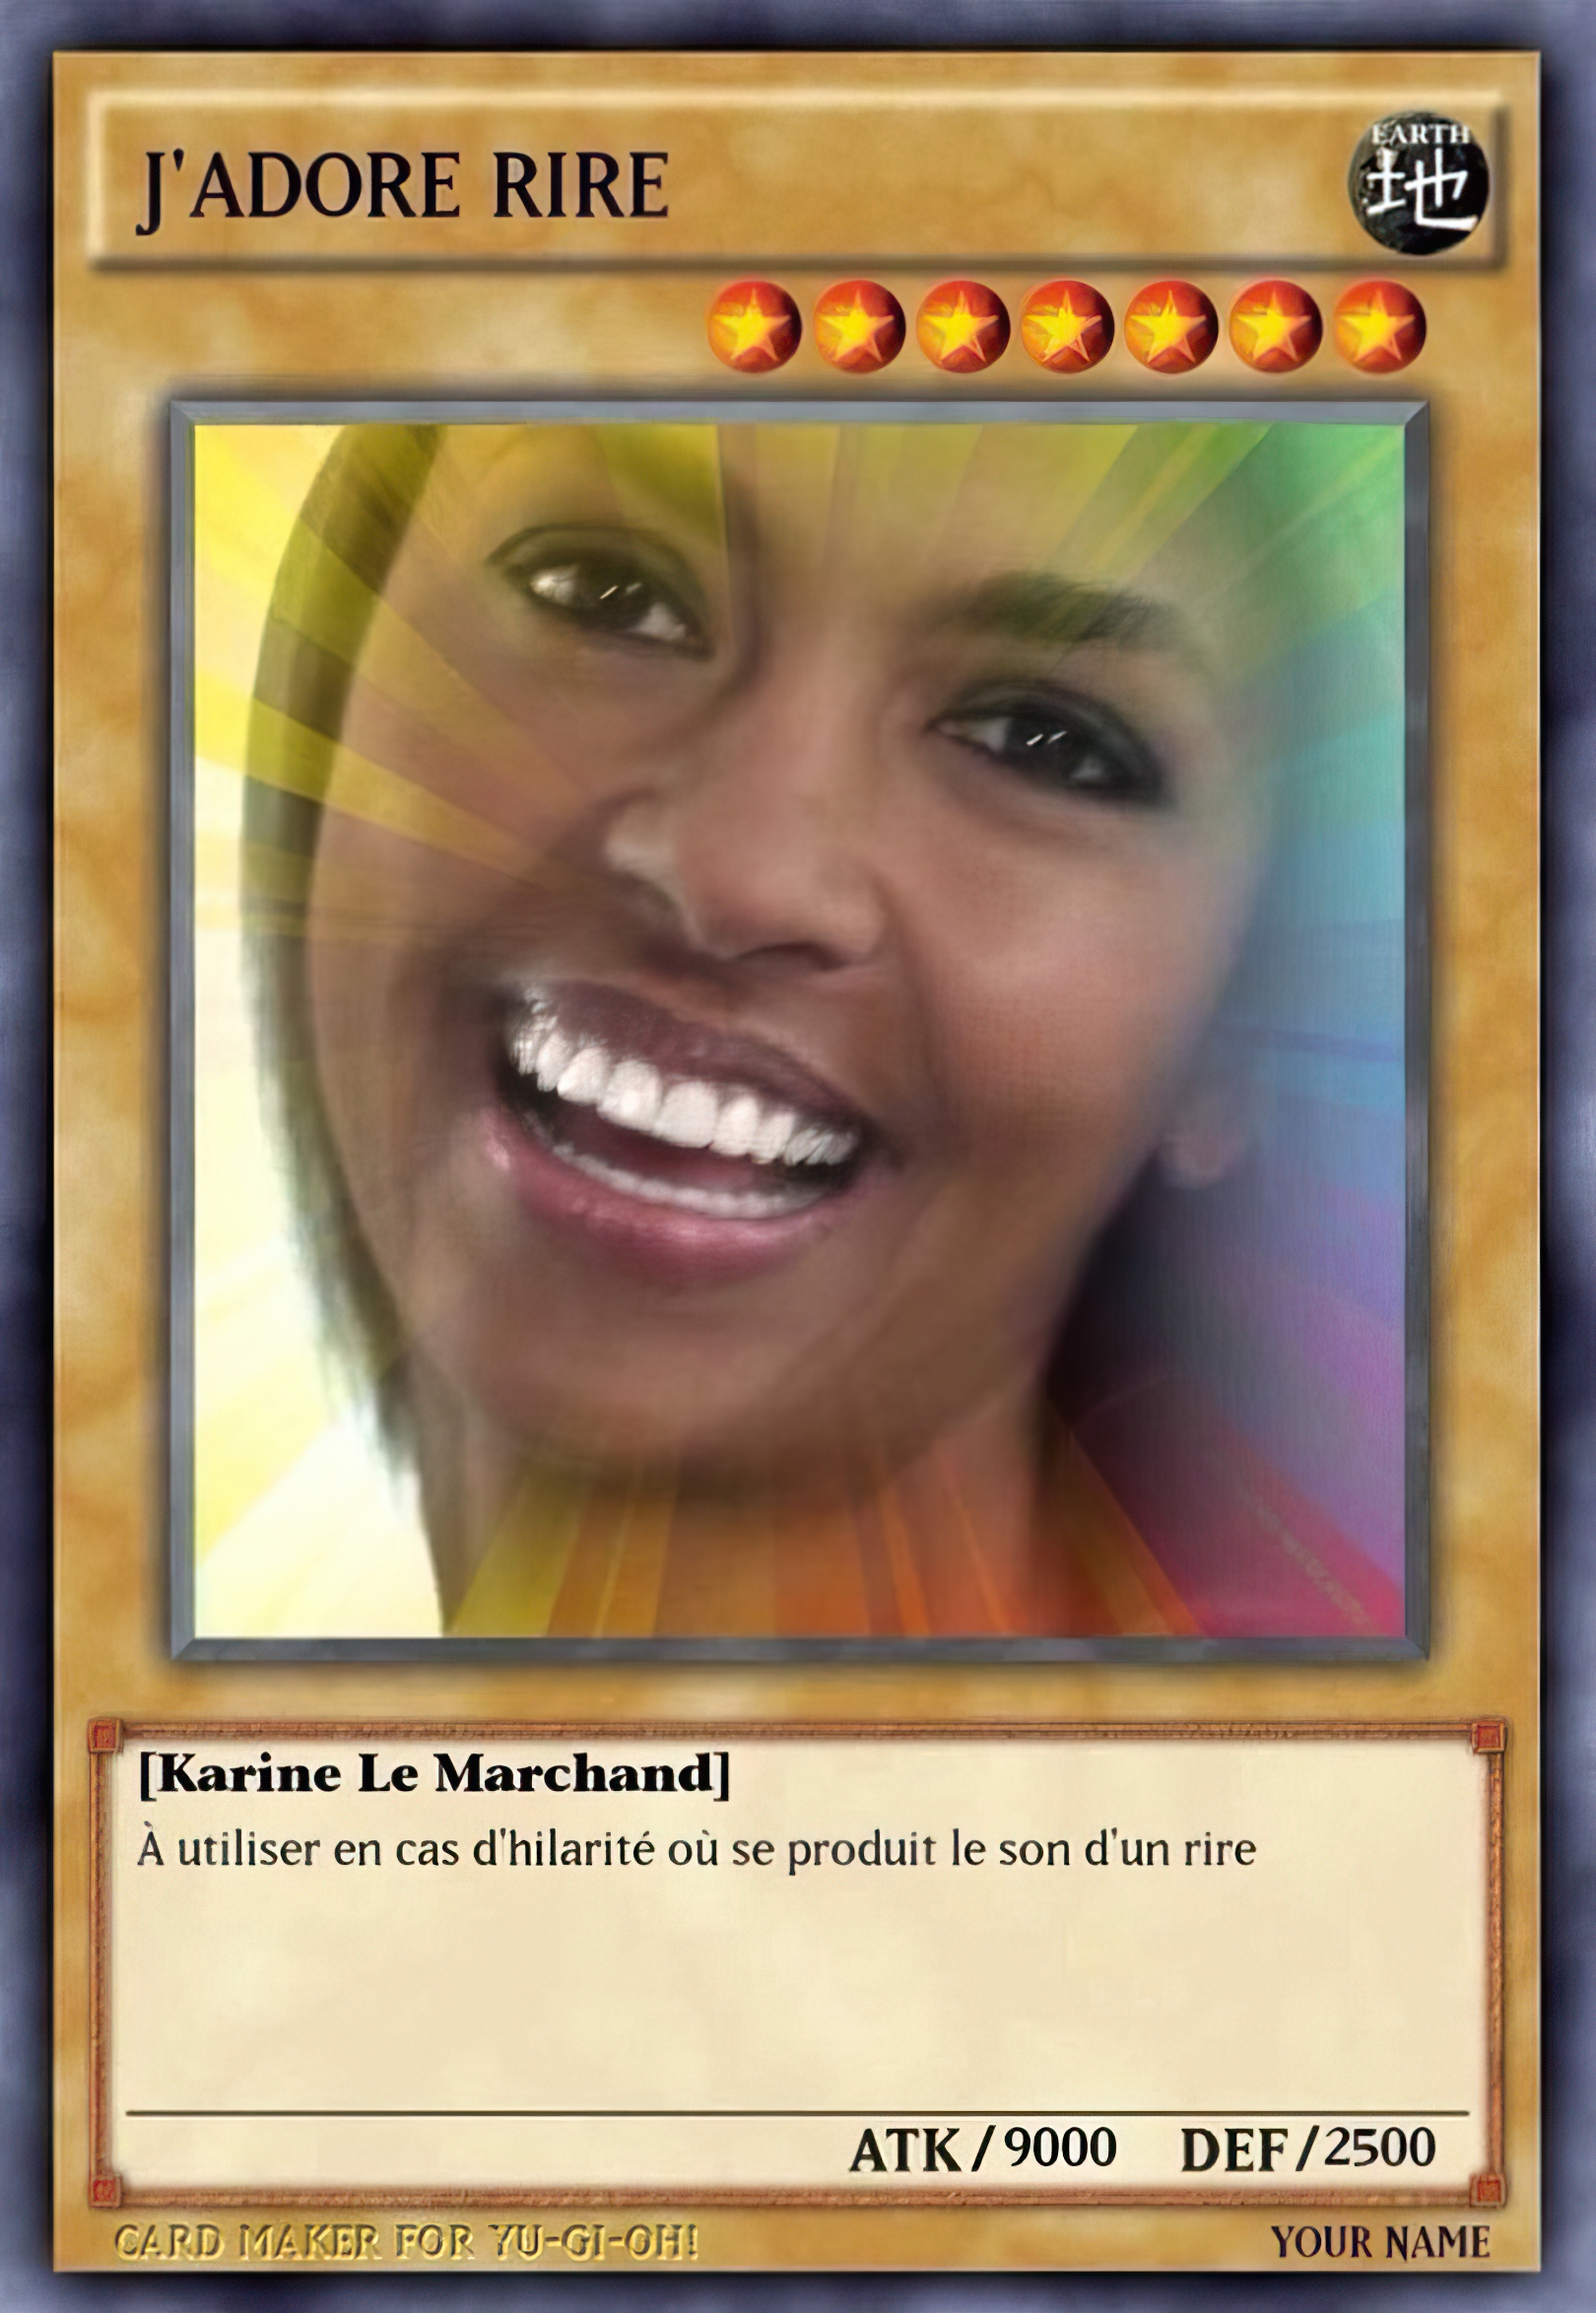 J'ADORE RIRE
EARTH
地
[Karine Le Marchand]
À utiliser en cas d'hilarité où se produit le son d'un rire
ATK/9000 DEF/2500
CARD MAKER FOR YU-GI-OH!
YOUR NAME